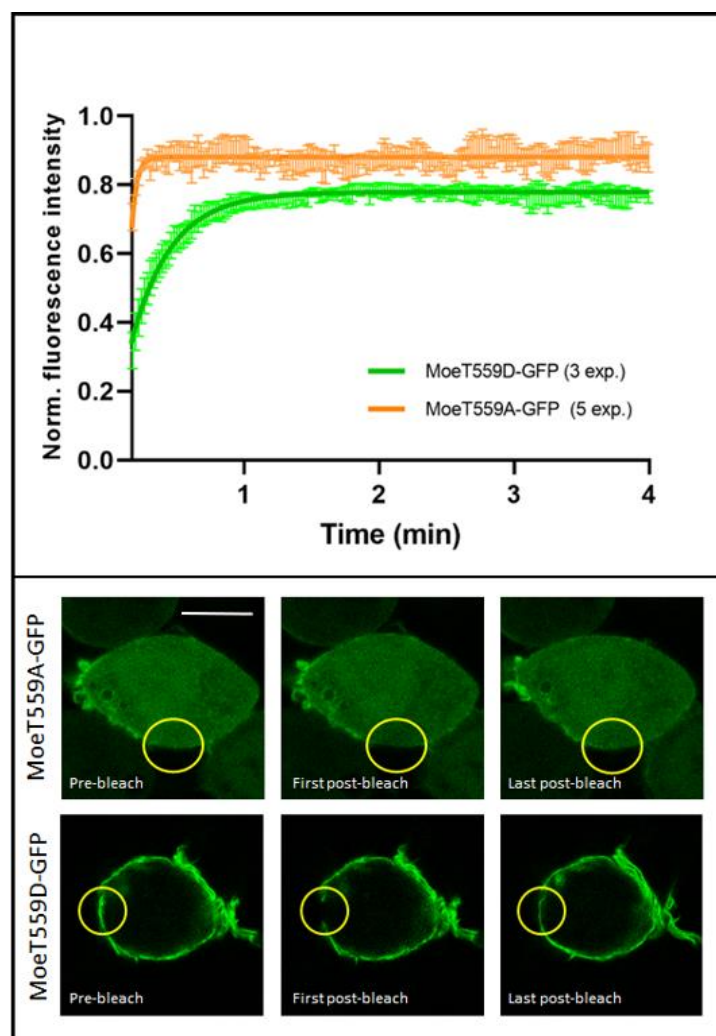 Norm. fluorescence intensity
1.0
0.8
0.6
0.4
0.2
0.0
1 2 3 4
Time (min)
MoeT559D-GFP (3 exp.)
MoeT559A-GFP (5 exp.)
MoeT559A-GFP
Pre-bleach First post-bleach Last post-bleach
MoeT559D-GFP
Pre-bleach First post-bleach Last post-bleach